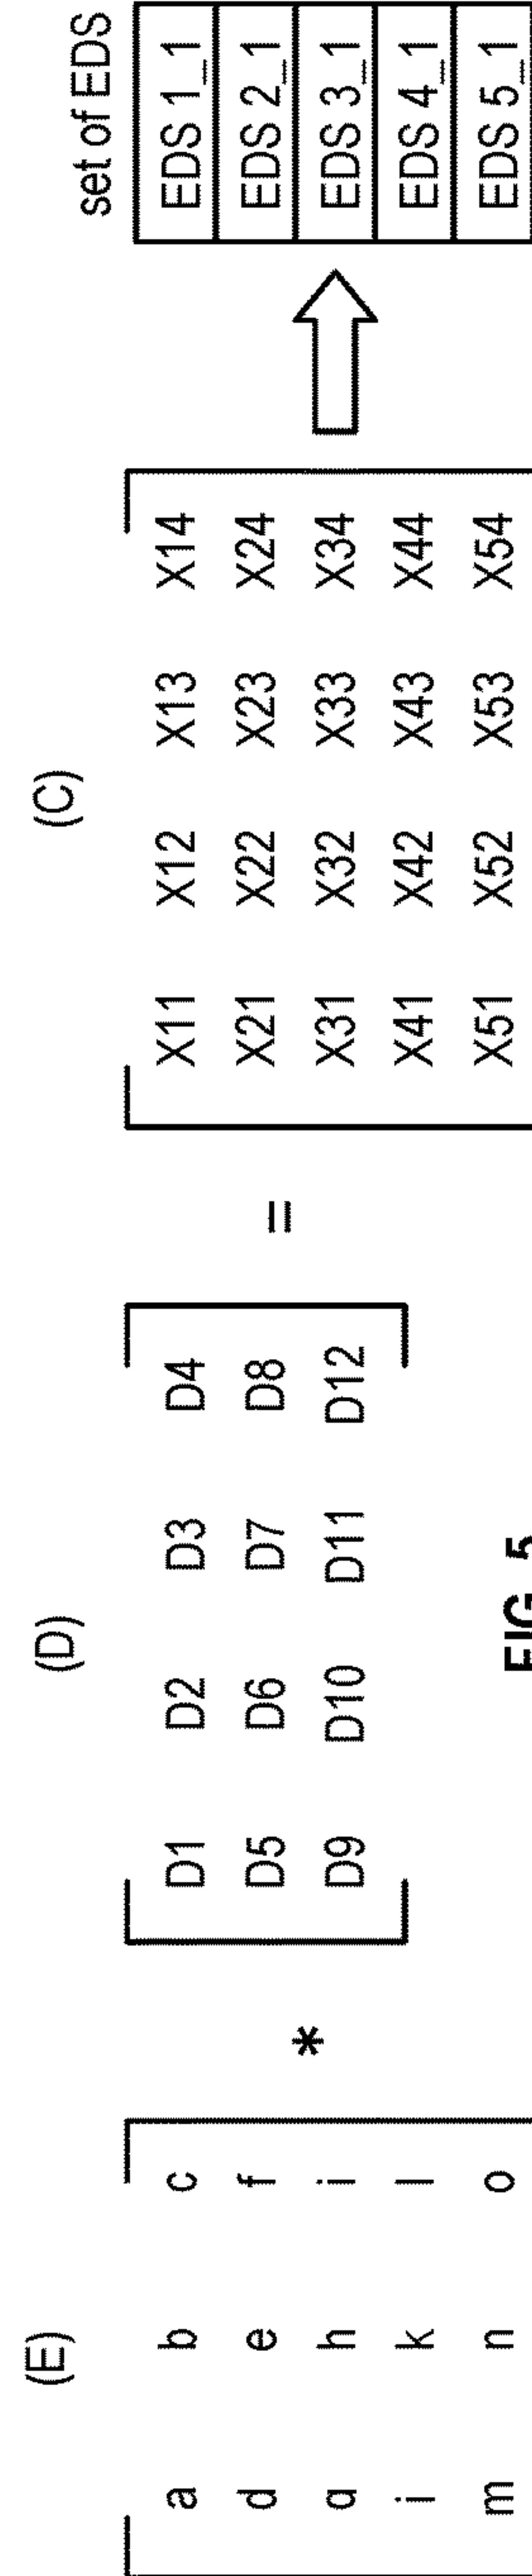 (E) (D) (C) set of EDS
a b c D1 D2 D3 D4 X11 X12 X13 X14 EDS 1_1
d e f * D5 D6 D7 D8 = X21 X22 X23 X24 EDS 2_1
q h i D9 D10 D11 D12 X31 X32 X33 X34 EDS 3_1
i k l X41 X42 X43 X44 EDS 4_1
m n o X51 X52 X53 X54 EDS 5_1
FIG. 5